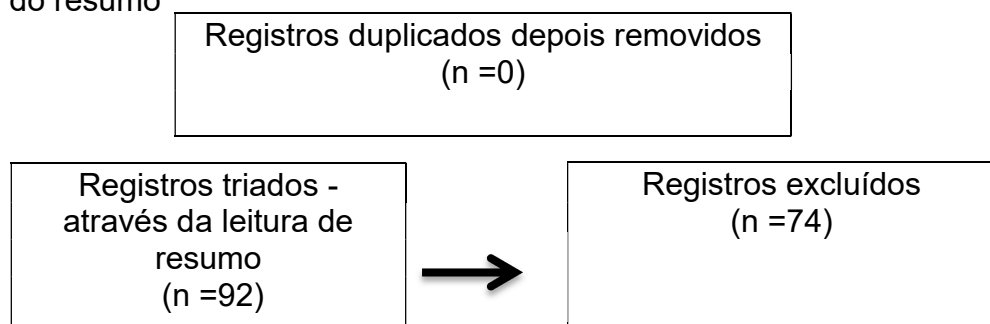 do resumo
Registros duplicados depois removidos
(n =0)
Registros triados -
através da leitura de
resumo
(n =92)
Registros excluídos
(n =74)